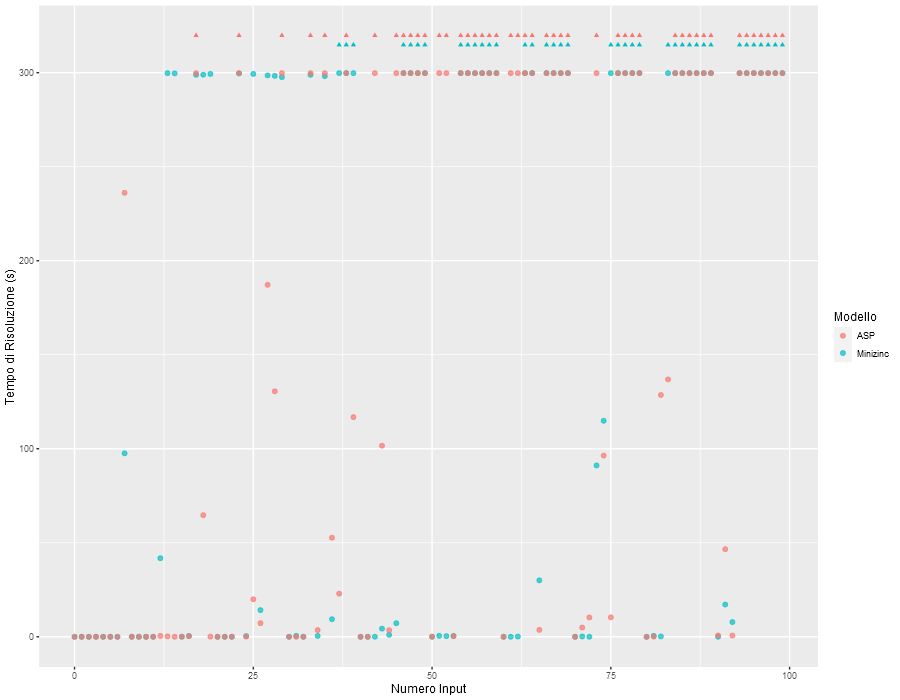 300
200
100
0
0
25
50
75
100
Numero Input
Tempo di Risoluzione (s)
Modello
ASP
Minizinc